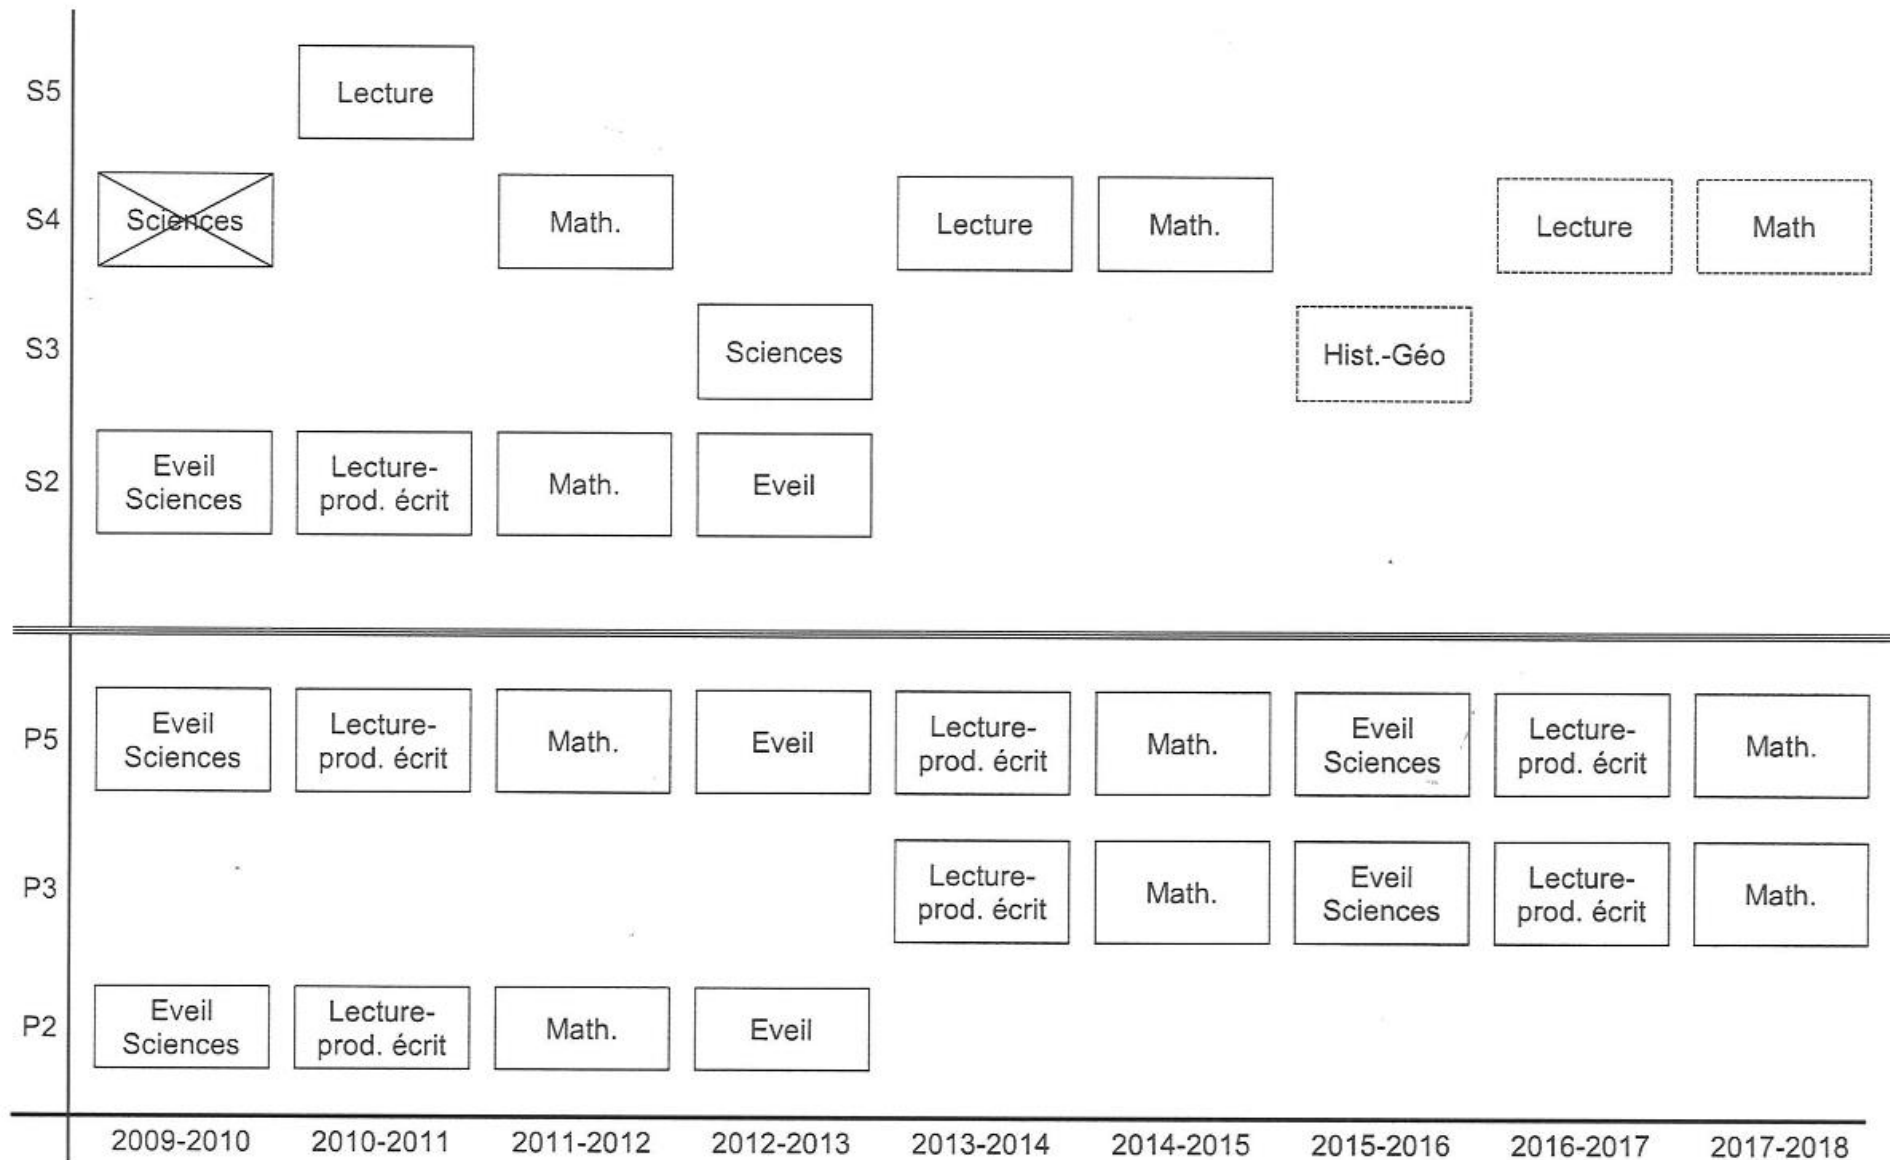 S5
Lecture
S4
Sciences
Math.
Lecture
Math.
Lecture
Math
S3
Sciences
Hist.-Géo
S2
Eveil
Sciences
Lecture-
prod. écrit
Math.
Eveil
P5
Eveil
Sciences
Lecture-
prod. écrit
Math.
Eveil
Lecture-
prod. écrit
Math.
Eveil
Sciences
Lecture-
prod. écrit
Math.
P3
Lecture-
prod. écrit
Math.
Eveil
Sciences
Lecture-
prod. écrit
Math.
P2
Eveil
Sciences
Lecture-
prod. écrit
Math.
Eveil
2009-2010
2010-2011
2011-2012
2012-2013
2013-2014
2014-2015
2015-2016
2016-2017
2017-2018